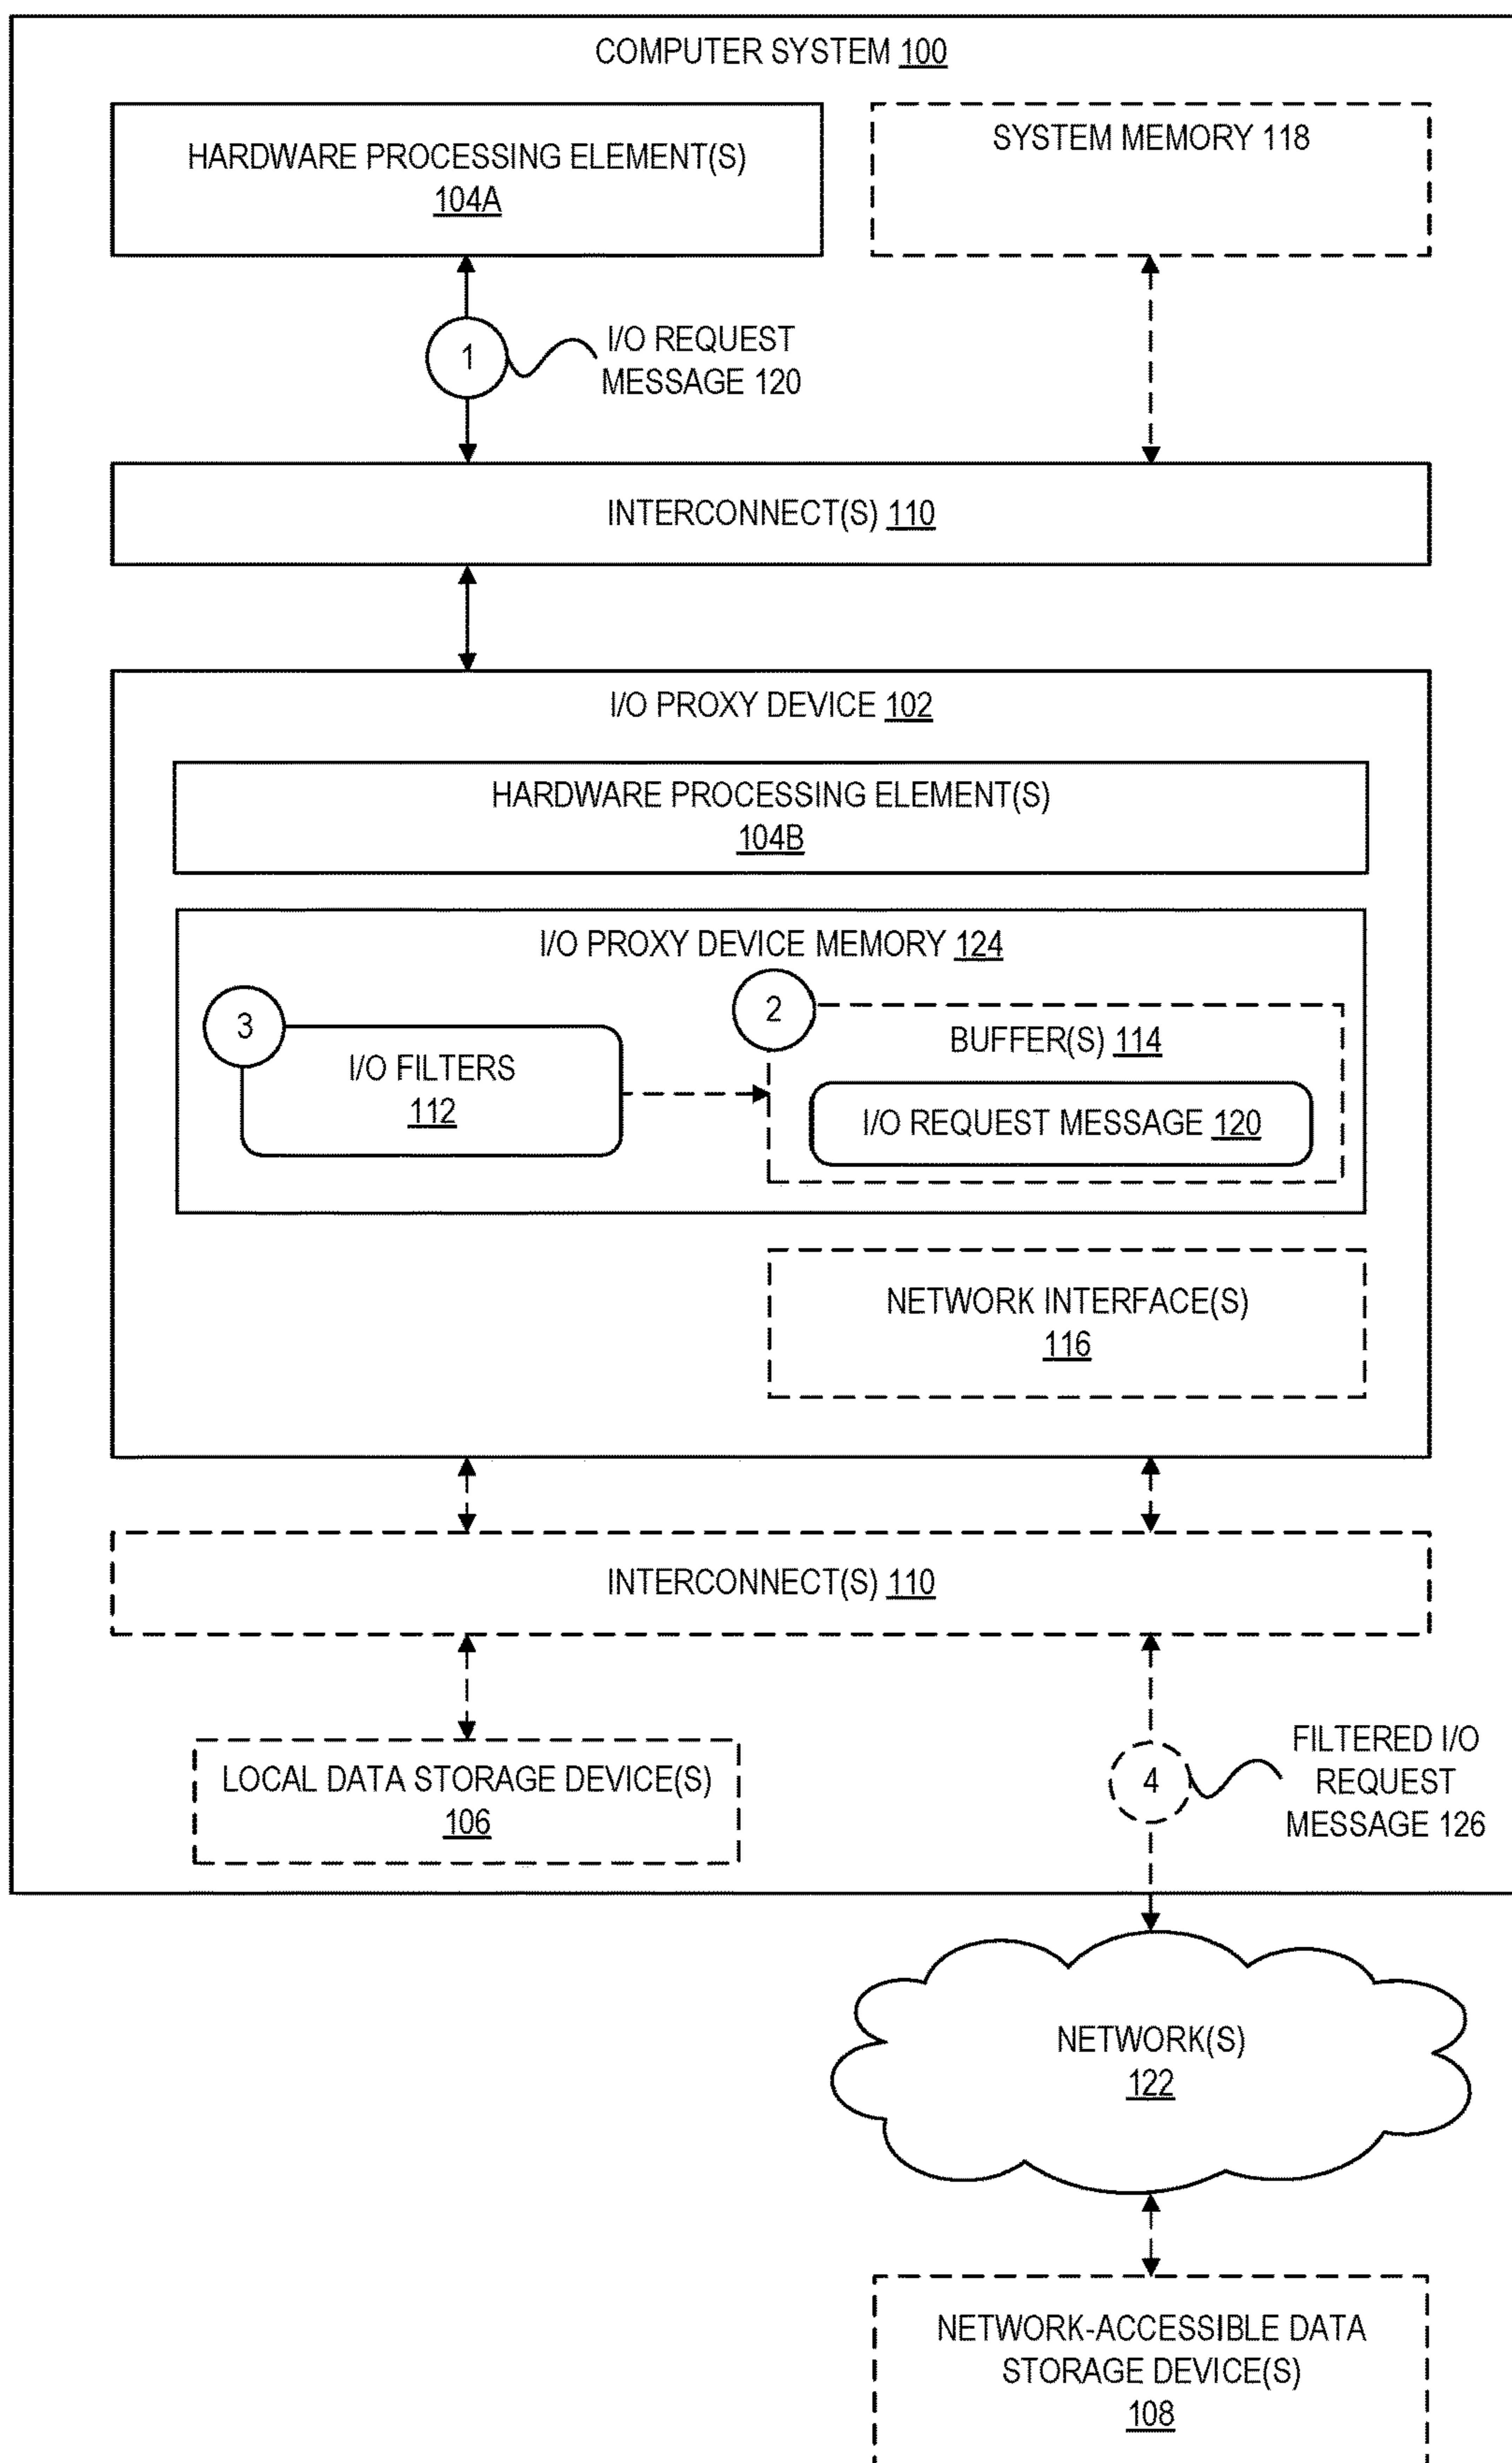 COMPUTER SYSTEM 100
HARDWARE PROCESSING ELEMENT(S)
104A
SYSTEM MEMORY 118
1
I/O REQUEST
MESSAGE 120
INTERCONNECT(S) 110
I/O PROXY DEVICE 102
HARDWARE PROCESSING ELEMENT(S)
104B
I/O PROXY DEVICE MEMORY 124
3
I/O FILTERS
112
2
BUFFER(S) 114
I/O REQUEST MESSAGE 120
NETWORK INTERFACE(S)
116
INTERCONNECT(S) 110
LOCAL DATA STORAGE DEVICE(S)
106
4
FILTERED I/O
REQUEST
MESSAGE 126
NETWORK(S)
122
NETWORK-ACCESSIBLE DATA
STORAGE DEVICE(S)
108